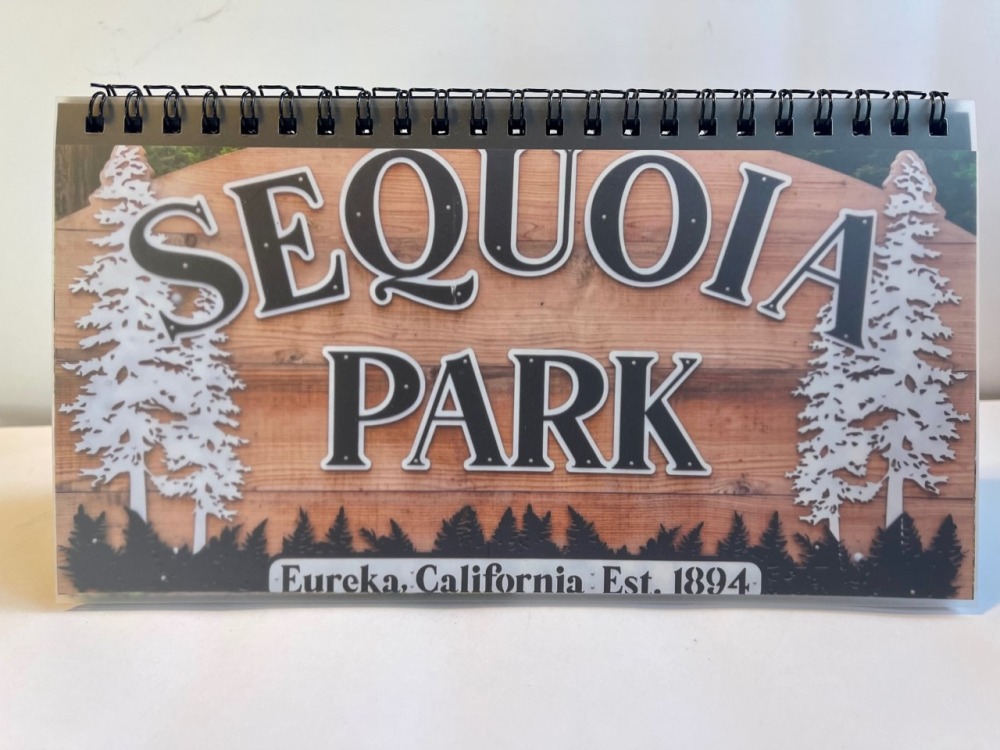 SEQUOIA
PARK
Eureka, California Est. 1894